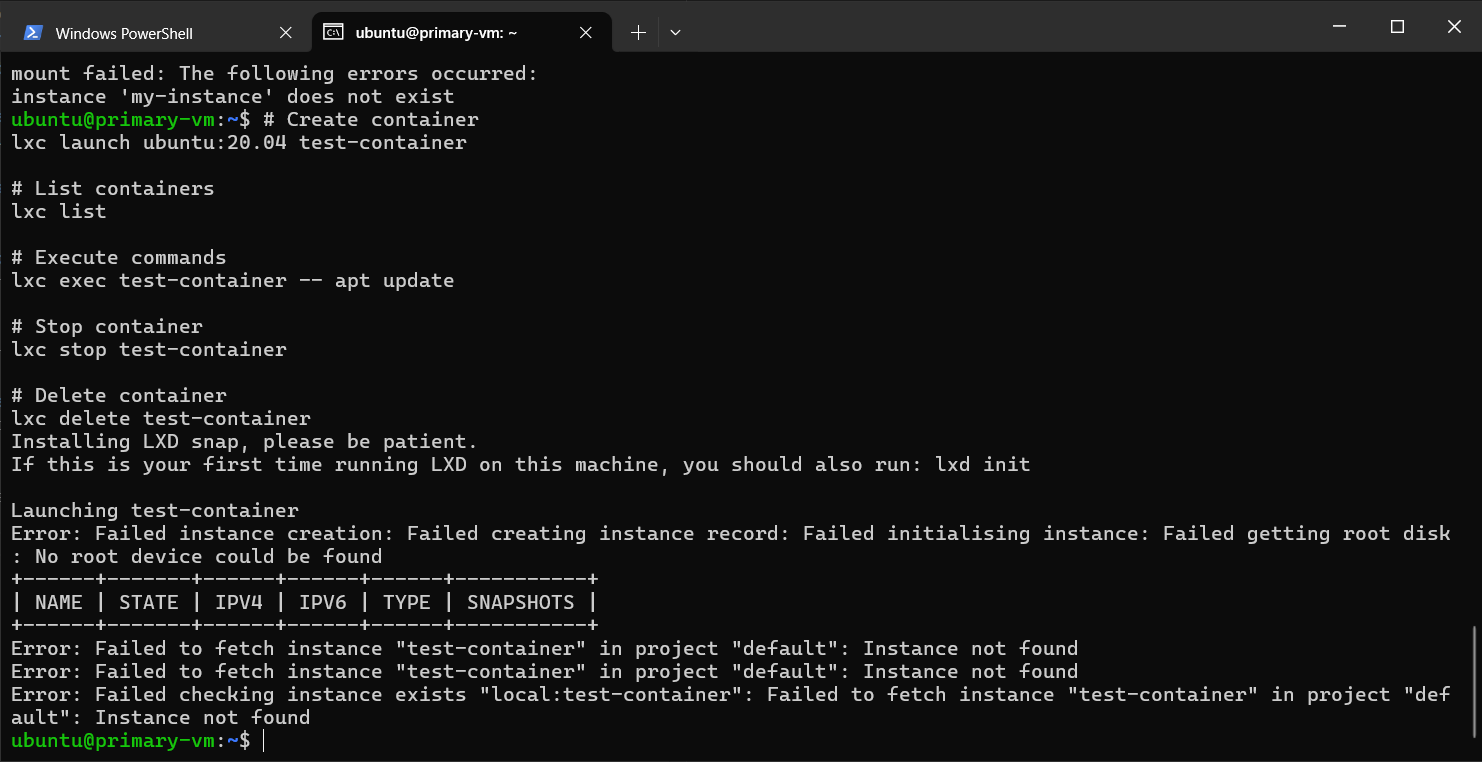 Windows PowerShell
ubuntu@primary-vm: ~
mount failed: The following errors occurred:
instance 'my-instance' does not exist
ubuntu@primary-vm:~$ # Create container
lxc launch ubuntu:20.04 test-container
# List containers
lxc list
# Execute commands
lxc exec test-container -- apt update
# Stop container
lxc stop test-container
# Delete container
lxc delete test-container
Installing LXD snap, please be patient.
If this is your first time running LXD on this machine, you should also run: lxd init
Launching test-container
Error: Failed instance creation: Failed creating instance record: Failed initialising instance: Failed getting root disk
: No root device could be found
+------+-------+------+------+------+-----------+
| NAME | STATE | IPV4 | IPV6 | TYPE | SNAPSHOTS |
+------+-------+------+------+------+-----------+
Error: Failed to fetch instance "test-container" in project "default": Instance not found
Error: Failed to fetch instance "test-container" in project "default": Instance not found
Error: Failed checking instance exists "local:test-container": Failed to fetch instance "test-container" in project "def
ault": Instance not found
ubuntu@primary-vm:~$